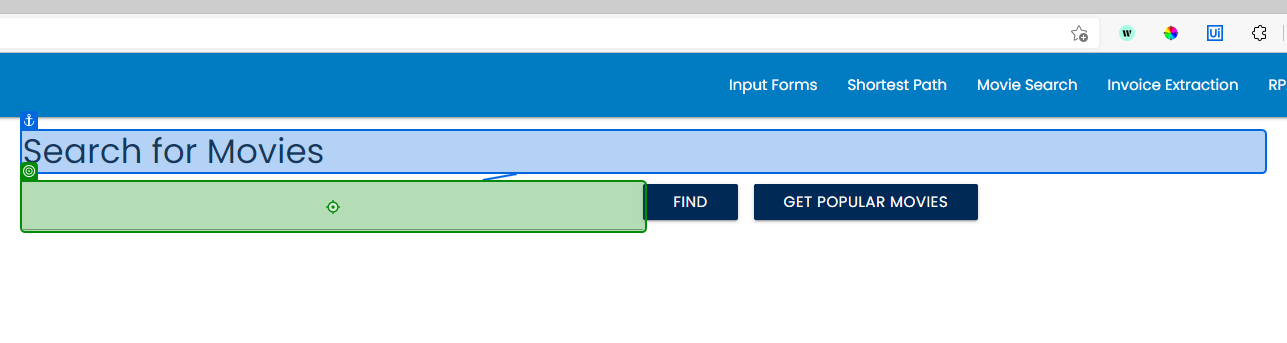 W Ui
Input Forms Shortest Path Movie Search Invoice Extraction RP
Search for Movies
FIND GET POPULAR MOVIES